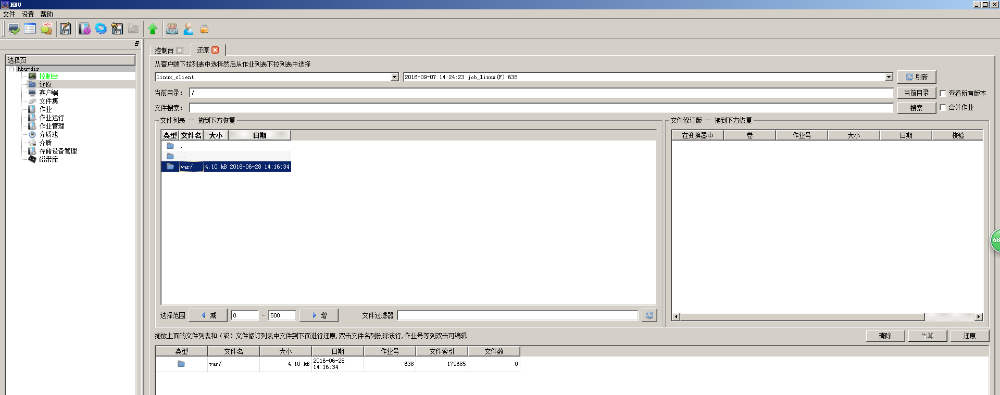 HBU
文件 设置 帮助
选择页
hbu-dir
控制台
还原
客户端
文件集
作业
作业运行
作业管理
介质池
介质
存储设备管理
磁带库
控制台 还原
从客户端下拉列表中选择然后从作业列表下拉列表中选择
linux_client 2016-09-07 14:24:23 job_linux(F) 638 刷新
当前目录: / 当前目录 查看所有版本
文件搜索: 搜索 合并作业
文件列表 -- 拖到下方恢复
类型 文件名 大小 日期
.
..
var/ 4.10 kB 2016-06-28 14:16:34
选择范围 减 0 - 500 增 文件过滤器
文件修订版 -- 拖到下方恢复
在变换器中 卷 作业号 大小 日期 校验
68
拖放上面的文件列表和（或）文件修订列表中文件到下面进行还原,双击文件名列删除该行,作业号等列双击可编辑
清除 估算 还原
类型 文件名 大小 日期 作业号 文件索引 文件数
var/ 4.10 kB 2016-06-28 14:16:34 638 179685 0